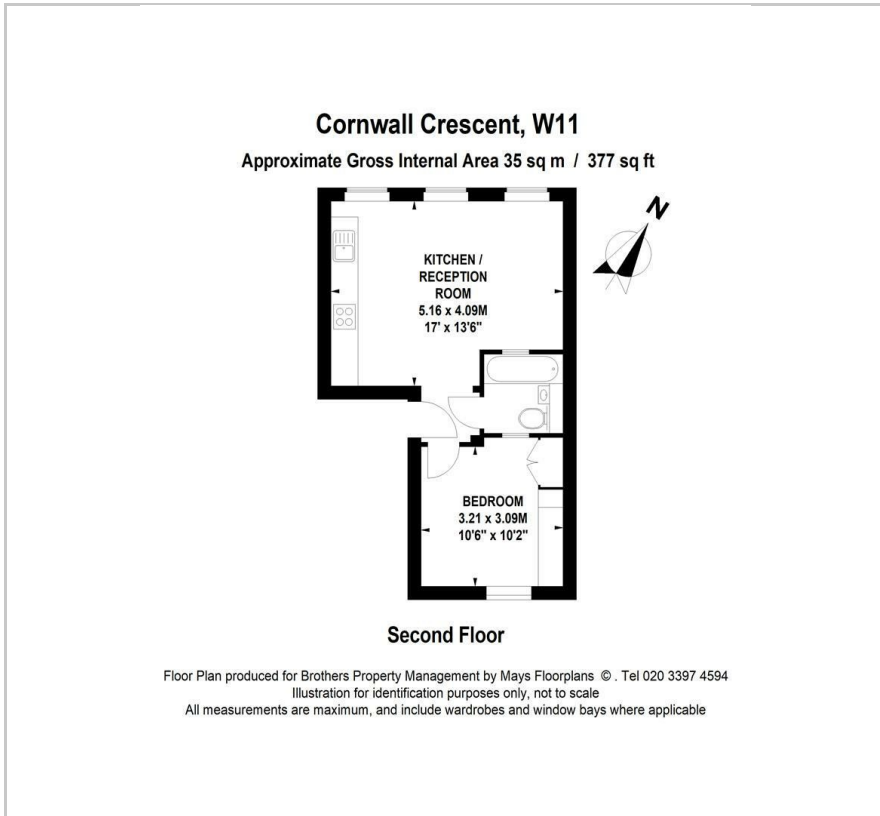 Cornwall Crescent, W11
Approximate Gross Internal Area 35 sq m / 377 sq ft
N
KITCHEN /
RECEPTION
ROOM
5.16 x 4.09M
17' x 13'6"
BEDROOM
3.21 x 3.09M
10'6" x 10'2"
Second Floor
Floor Plan produced for Brothers Property Management by Mays Floorplans © . Tel 020 3397 4594
Illustration for identification purposes only, not to scale
All measurements are maximum, and include wardrobes and window bays where applicable